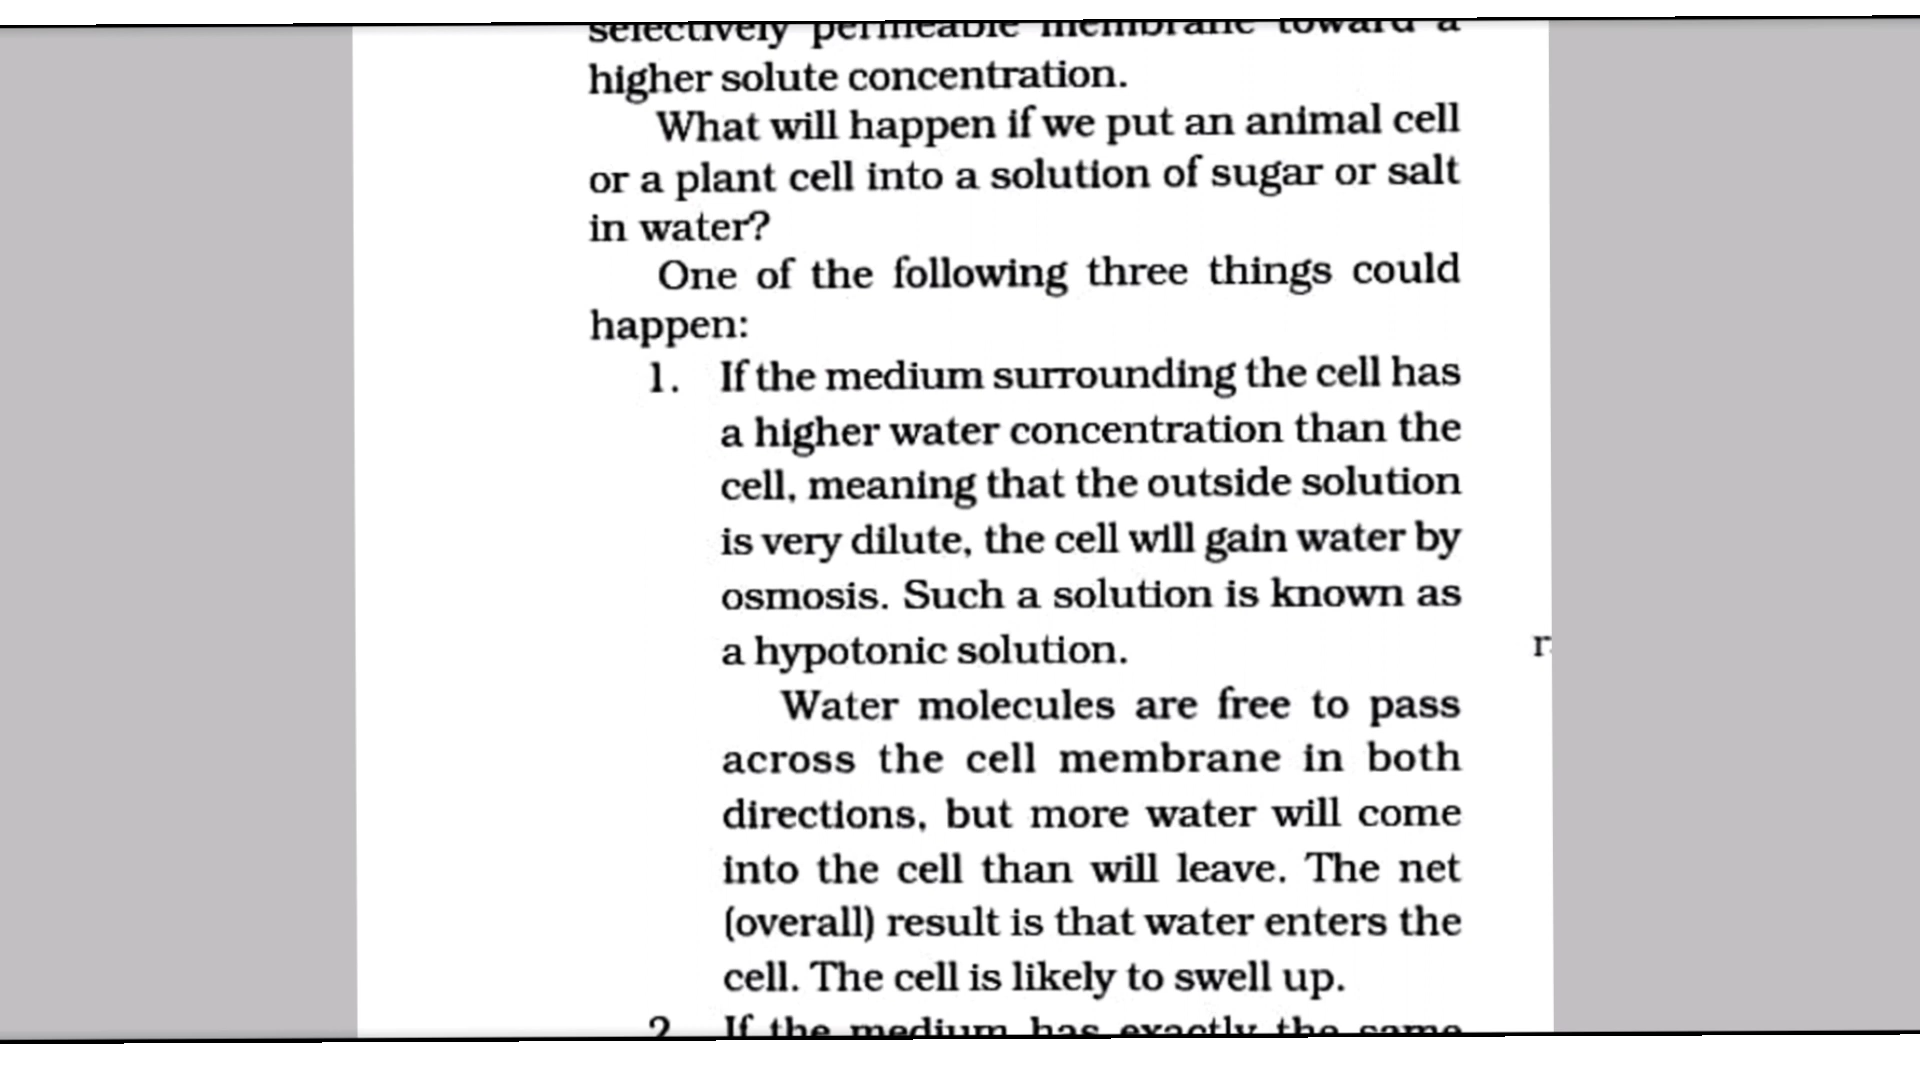 selectively permeable membrane toward a
higher solute concentration.
What will happen if we put an animal cell
or a plant cell into a solution of sugar or salt
in water?
One of the following three things could
happen:
1. If the medium surrounding the cell has
a higher water concentration than the
cell, meaning that the outside solution
is very dilute, the cell will gain water by
osmosis. Such a solution is known as
a hypotonic solution.
r
Water molecules are free to pass
across the cell membrane in both
directions, but more water will come
into the cell than will leave. The net
(overall) result is that water enters the
cell. The cell is likely to swell up.
2. If the medium has exactly the same